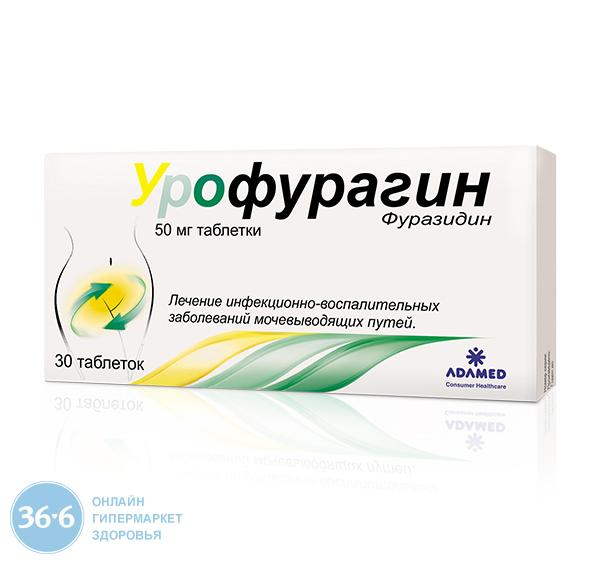 Урофурагин
Фуразидин
50 мг таблетки
Лечение инфекционно-воспалительных
заболеваний мочевыводящих путей.
30 таблеток
ADAMED
Consumer Healthcare
36·6
ОНЛАЙН
ГИПЕРМАРКЕТ
ЗДОРОВЬЯ